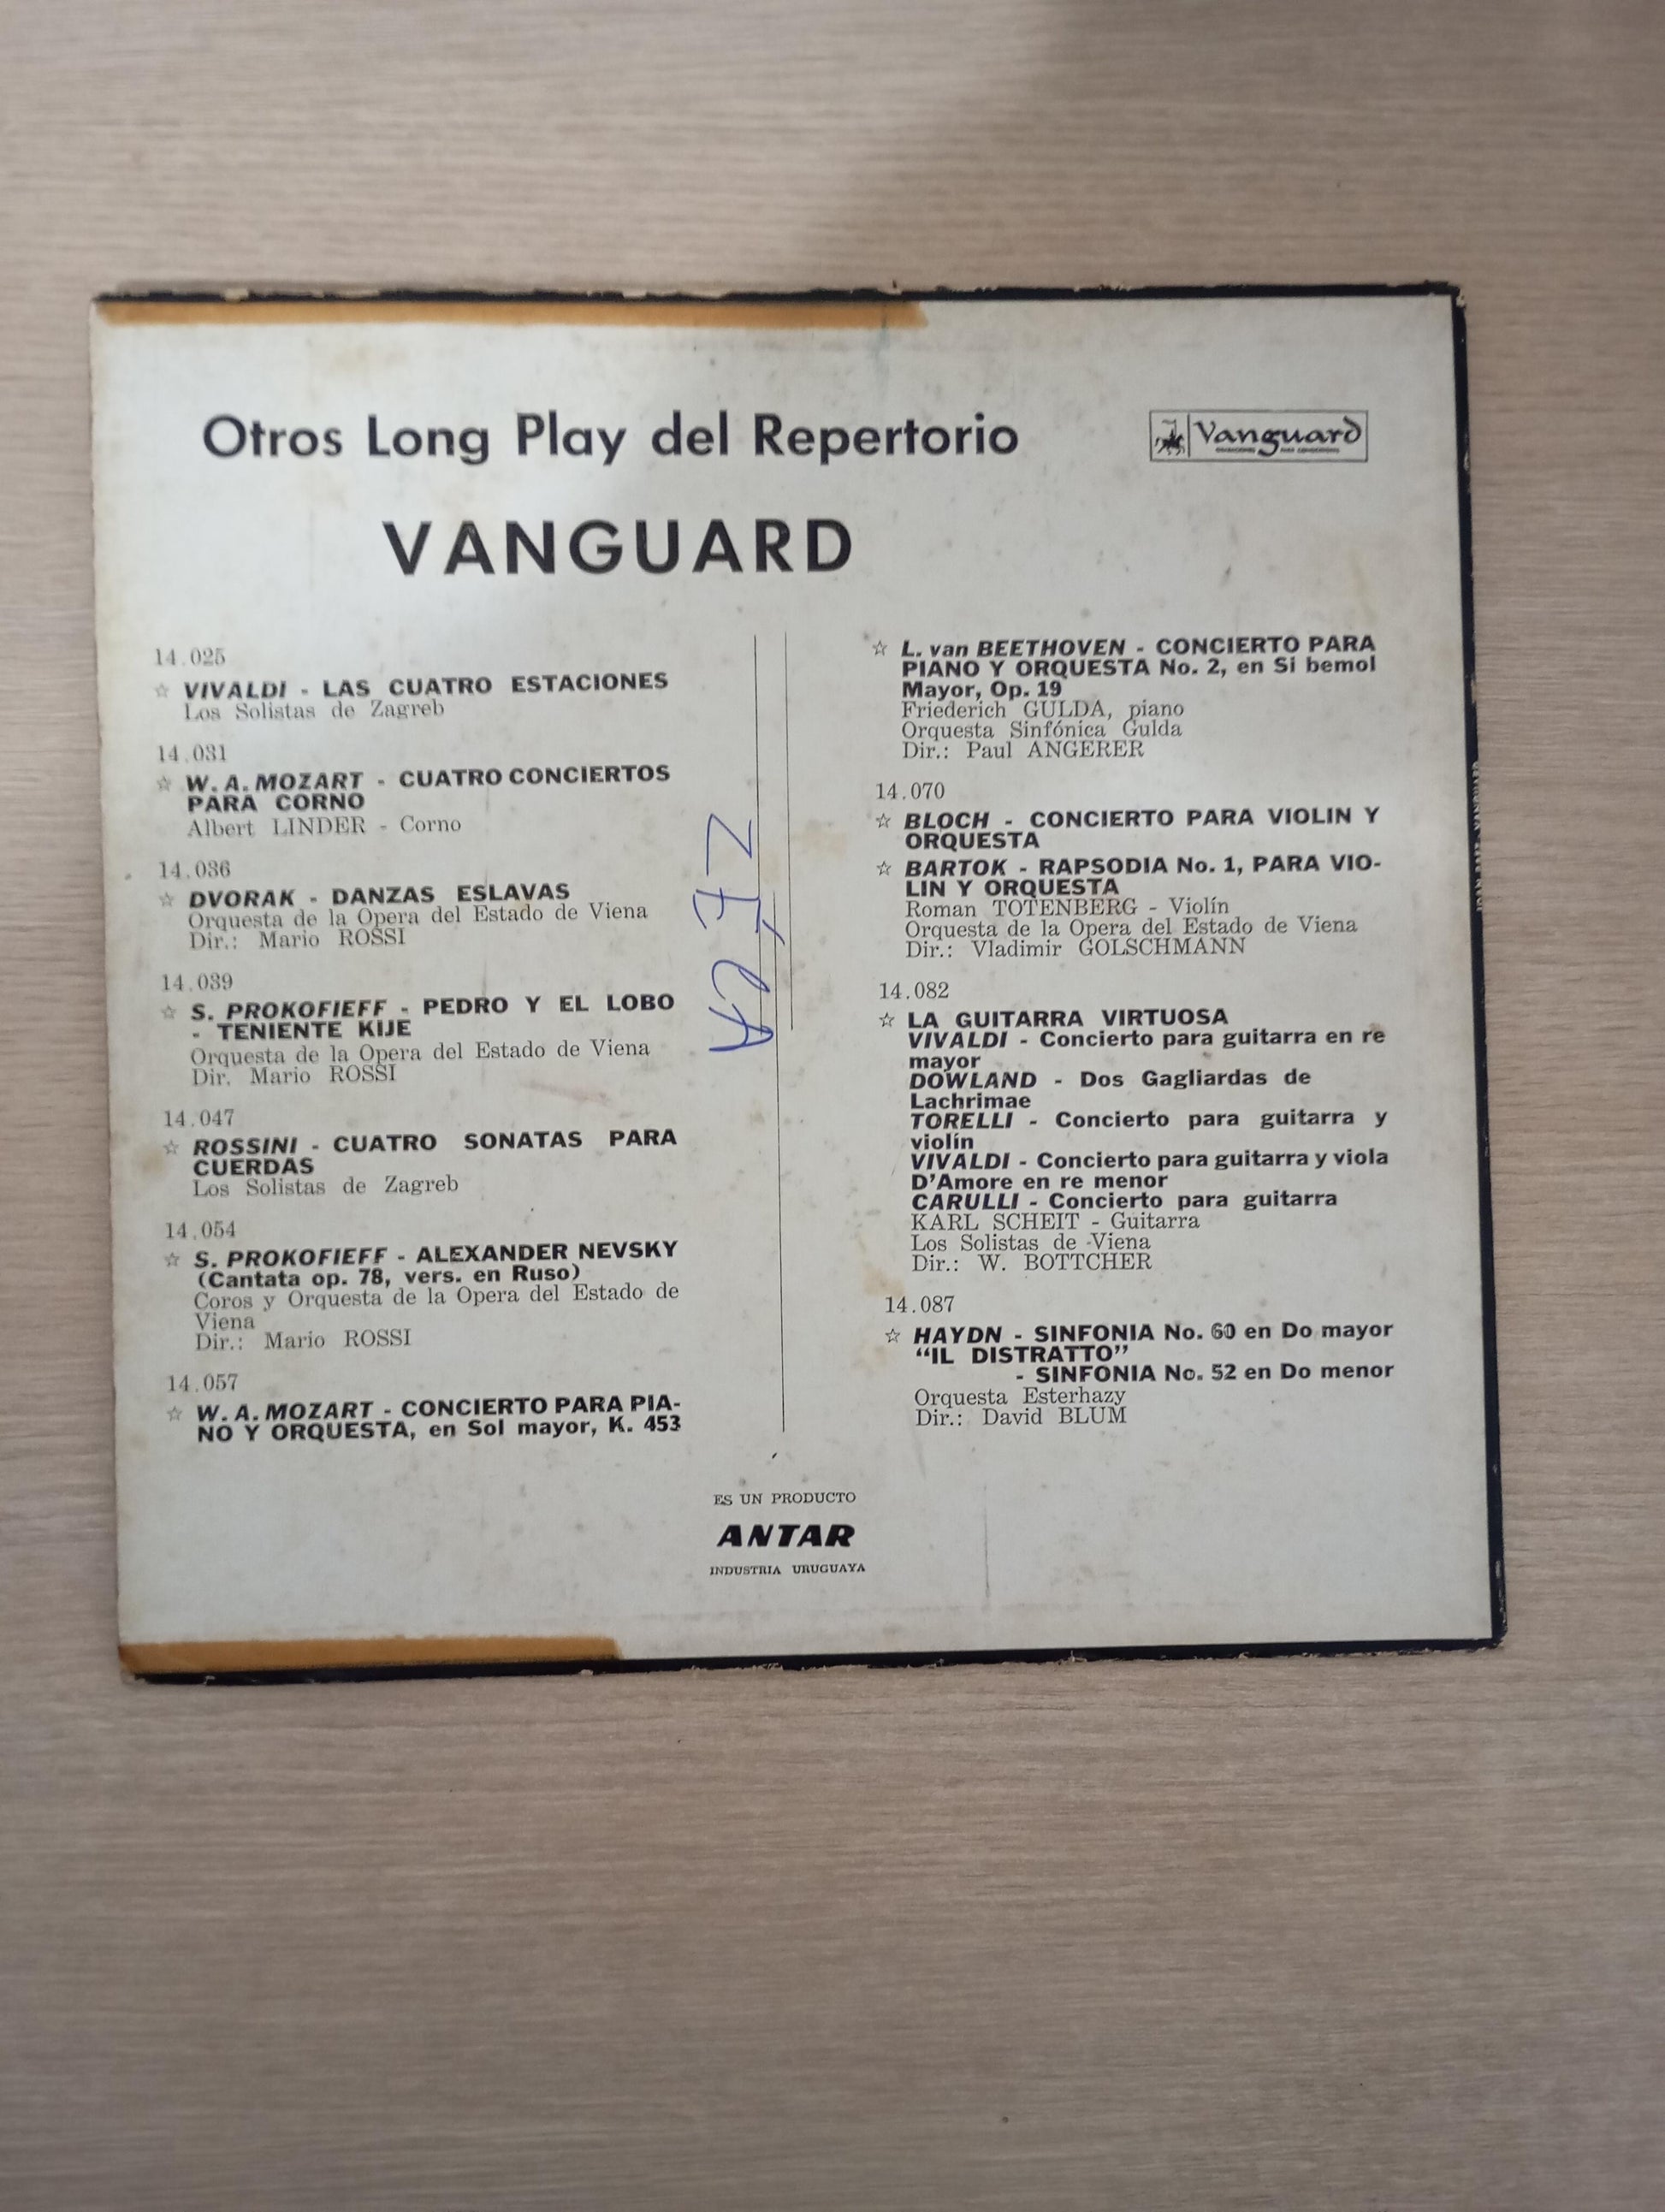 Otros Long Play del Repertorio
Vanguard
VANGUARD
14.025
☆ VIVALDI - LAS CUATRO ESTACIONES
Los Solistas de Zagreb
14.031
☆ W. A. MOZART - CUATRO CONCIERTOS
PARA CORNO
Albert LINDER - Corno
14.036
☆ DVORAK - DANZAS ESLAVAS
Orquesta de la Opera del Estado de Viena
Dir.: Mario ROSSI
14.039
☆ S. PROKOFIEFF - PEDRO Y EL LOBO
- TENIENTE KIJE
Orquesta de la Opera del Estado de Viena
Dir. Mario ROSSI
14.047
☆ ROSSINI - CUATRO SONATAS PARA
CUERDAS
Los Solistas de Zagreb
14.054
☆ S. PROKOFIEFF - ALEXANDER NEVSKY
(Cantata op. 78, vers. en Ruso)
Coros y Orquesta de la Opera del Estado de
Viena
Dir.: Mario ROSSI
14.057
☆ W. A. MOZART - CONCIERTO PARA PIA-
NO Y ORQUESTA, en Sol mayor, K. 453
☆ L. van BEETHOVEN - CONCIERTO PARA
PIANO Y ORQUESTA No. 2, en Si bemol
Mayor, Op. 19
Friederich GULDA, piano
Orquesta Sinfónica Gulda
Dir.: Paul ANGERER
14.070
☆ BLOCH - CONCIERTO PARA VIOLIN Y
ORQUESTA
☆ BARTOK - RAPSODIA No. 1, PARA VIO-
LIN Y ORQUESTA
Roman TOTENBERG - Violín
Orquesta de la Opera del Estado de Viena
Dir.: Vladimir GOLSCHMANN
14.082
☆ LA GUITARRA VIRTUOSA
VIVALDI - Concierto para guitarra en re
mayor
DOWLAND - Dos Gagliardas de
Lachrimae
TORELLI - Concierto para guitarra y
violín
VIVALDI - Concierto para guitarra y viola
D'Amore en re menor
CARULLI - Concierto para guitarra
KARL SCHEIT - Guitarra
Los Solistas de Viena
Dir.: W. BOTTCHER
14.087
☆ HAYDN - SINFONIA No. 60 en Do mayor
“IL DISTRATTO”
- SINFONIA No. 52 en Do menor
Orquesta Esterhazy
Dir.: David BLUM
ES UN PRODUCTO
ANTAR
INDUSTRIA URUGUAYA